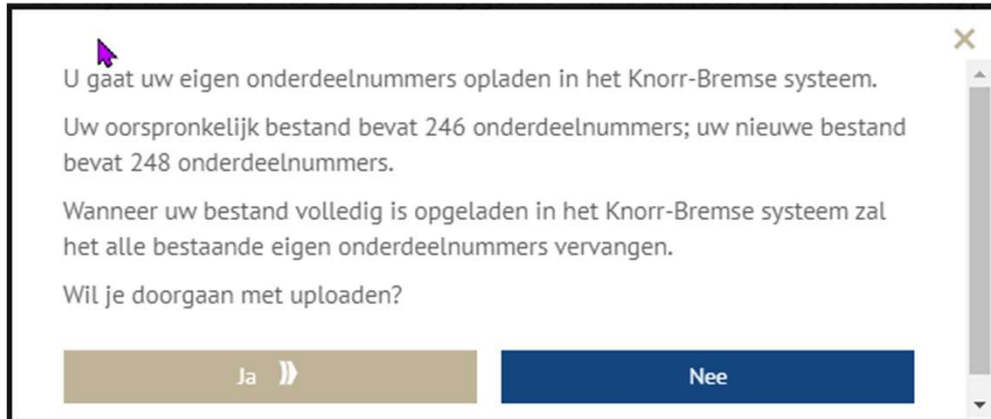 U gaat uw eigen onderdeelnummers opladen in het Knorr-Bremse systeem.
Uw oorspronkelijk bestand bevat 246 onderdeelnummers; uw nieuwe bestand
bevat 248 onderdeelnummers.
Wanneer uw bestand volledig is opgeladen in het Knorr-Bremse systeem zal
het alle bestaande eigen onderdeelnummers vervangen.
Wil je doorgaan met uploaden?
Ja
Nee